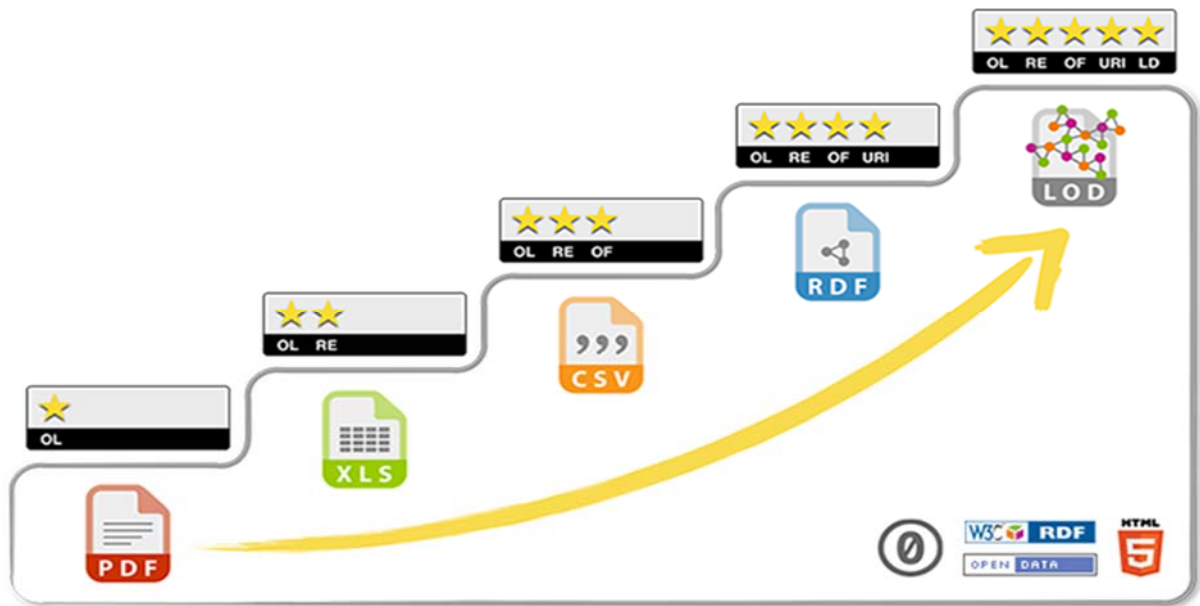 OL RE OF URI LD
LOD
OL RE OF URI
RDF
OL RE OF
CSV
OL RE
XLS
OL
PDF
0
W3C RDF
OPEN DATA
HTML
5